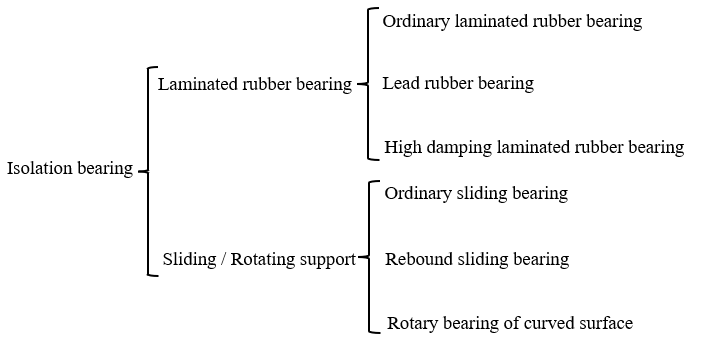 Isolation bearing
Laminated rubber bearing
Ordinary laminated rubber bearing
Lead rubber bearing
High damping laminated rubber bearing
Sliding / Rotating support
Ordinary sliding bearing
Rebound sliding bearing
Rotary bearing of curved surface